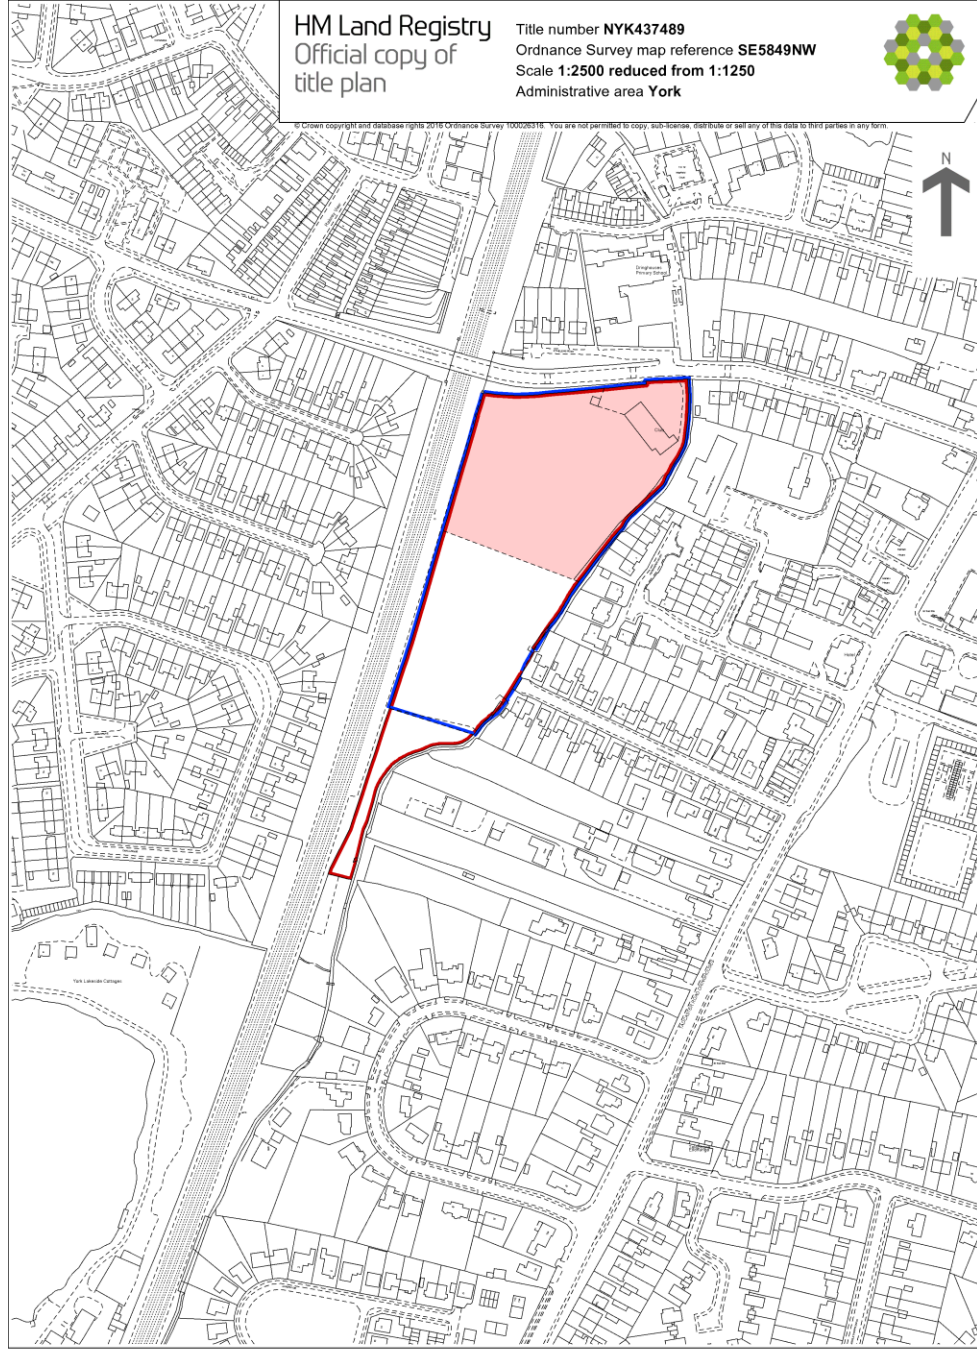 HM Land Registry
Official copy of
title plan
Title number NYK437489
Ordnance Survey map reference SE5849NW
Scale 1:2500 reduced from 1:1250
Administrative area York
© Crown copyright and database rights 2016 Ordnance Survey 100026316. You are not permitted to copy, sub-license, distribute or sell any of this data to third parties in any form.
N
Dringhouses
Primary School
York Lakeside Cottages